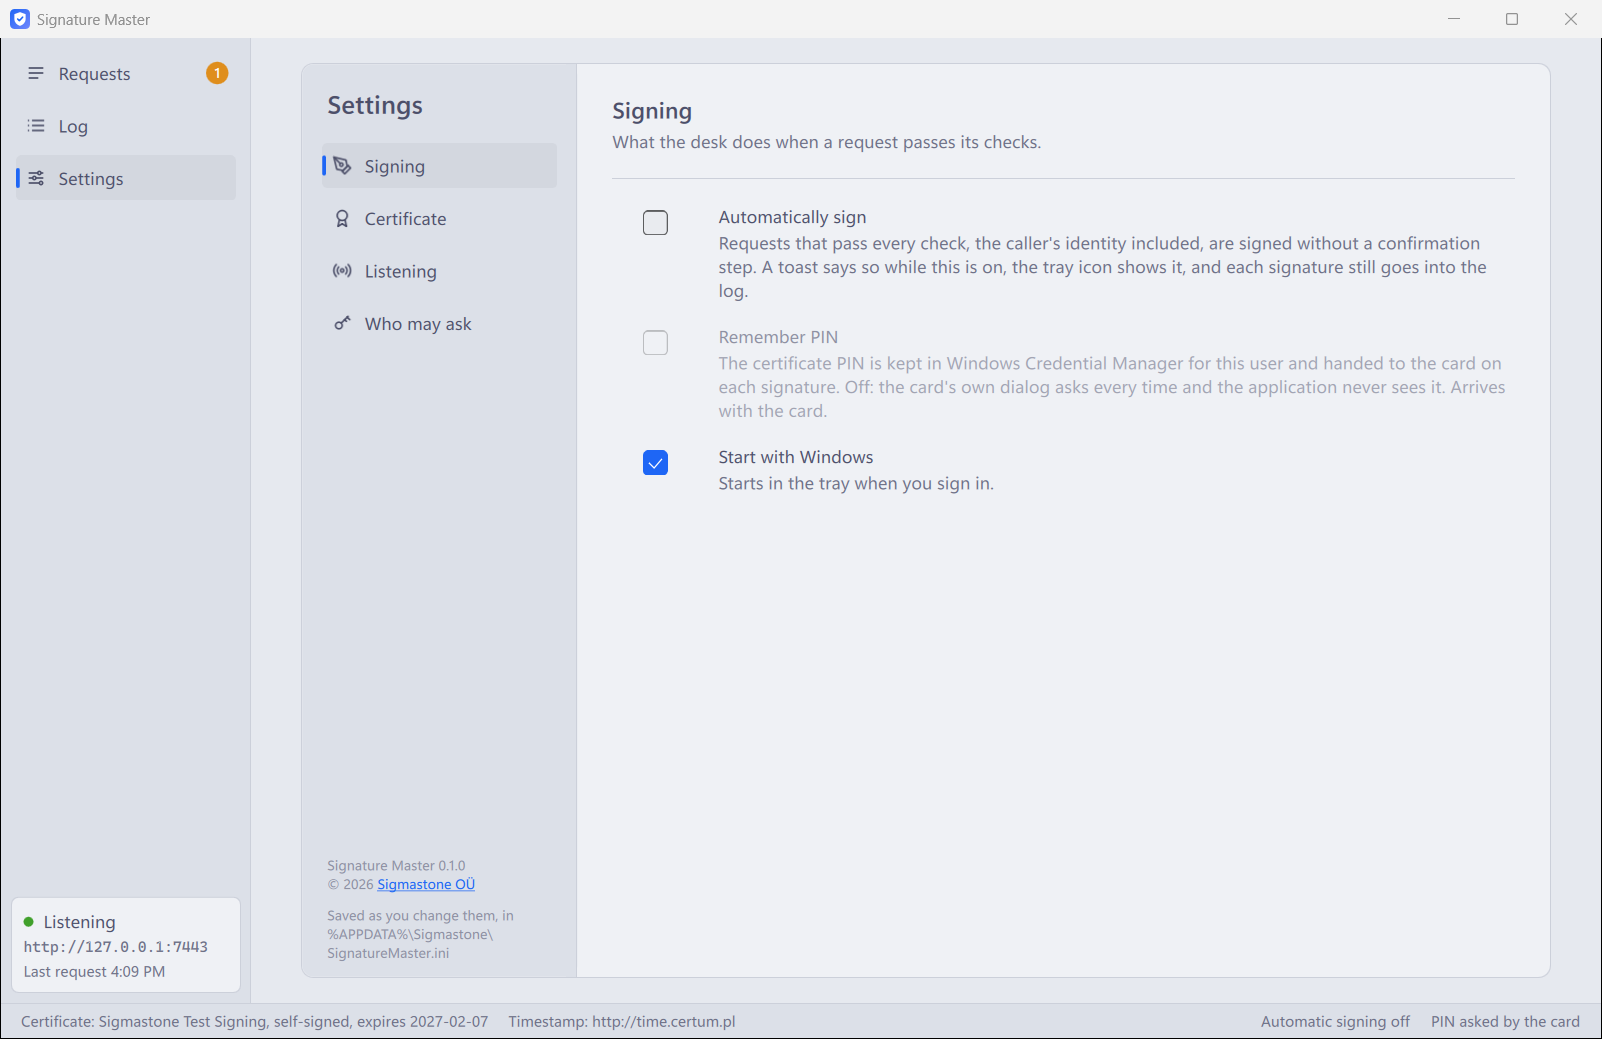 Signature Master
Requests
1
Log
Settings
Listening
http://127.0.0.1:7443
Last request 4:09 PM
Settings
Signing
Certificate
Listening
Who may ask
Signature Master 0.1.0
© 2026 Sigmastone OÜ
Saved as you change them, in
%APPDATA%\Sigmastone\
SignatureMaster.ini
Signing
What the desk does when a request passes its checks.
Automatically sign
Requests that pass every check, the caller's identity included, are signed without a confirmation
step. A toast says so while this is on, the tray icon shows it, and each signature still goes into the
log.
Remember PIN
The certificate PIN is kept in Windows Credential Manager for this user and handed to the card on
each signature. Off: the card's own dialog asks every time and the application never sees it. Arrives
with the card.
Start with Windows
Starts in the tray when you sign in.
Certificate: Sigmastone Test Signing, self-signed, expires 2027-02-07
Timestamp: http://time.certum.pl
Automatic signing off
PIN asked by the card